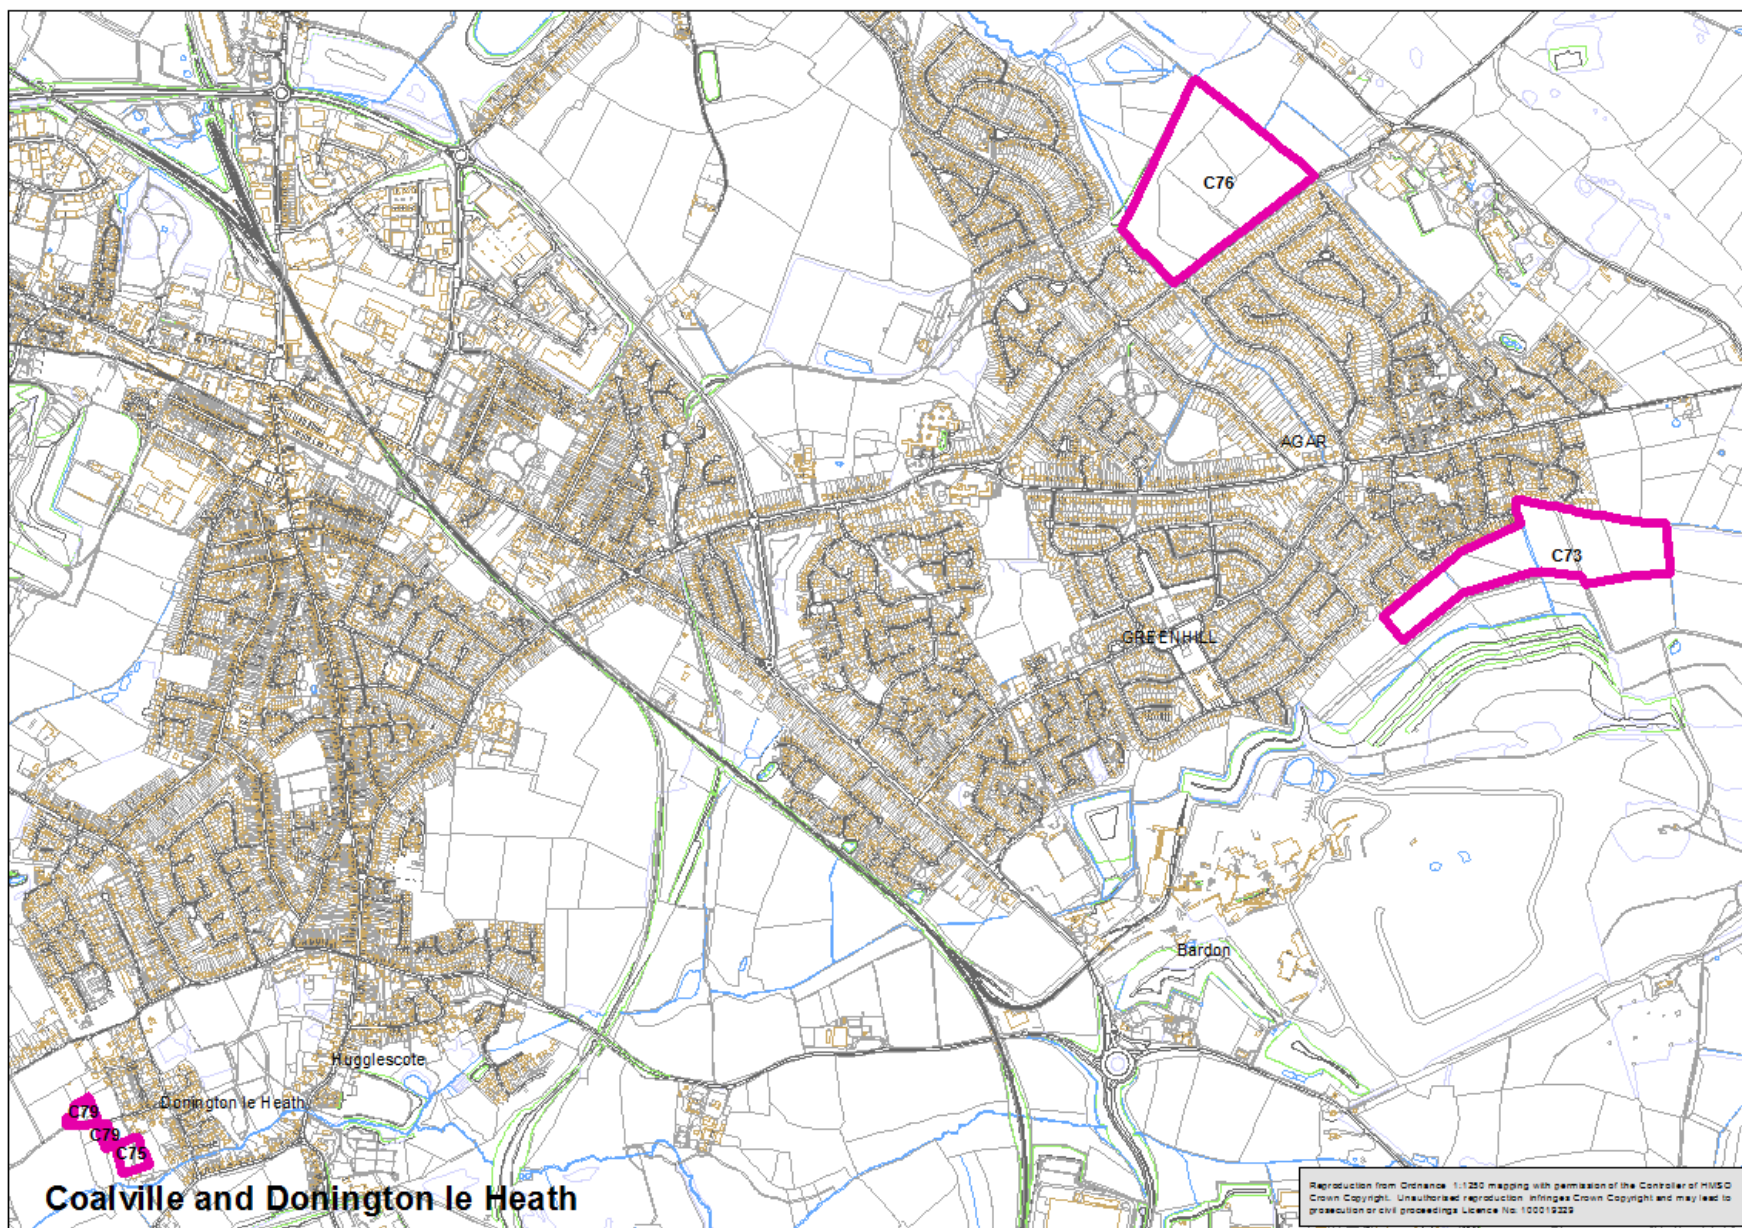 C76
AGAR
C73
GREENHILL
Bardon
Hugglescote
Donington le Heath
C79
C79
C75
Coalville and Donington le Heath
Reproduction from Ordnance 1:1250 mapping with permission of the Controller of HMSO
Crown Copyright. Unauthorised reproduction infringes Crown Copyright and may lead to
prosecution or civil proceedings Licence No. 100019329